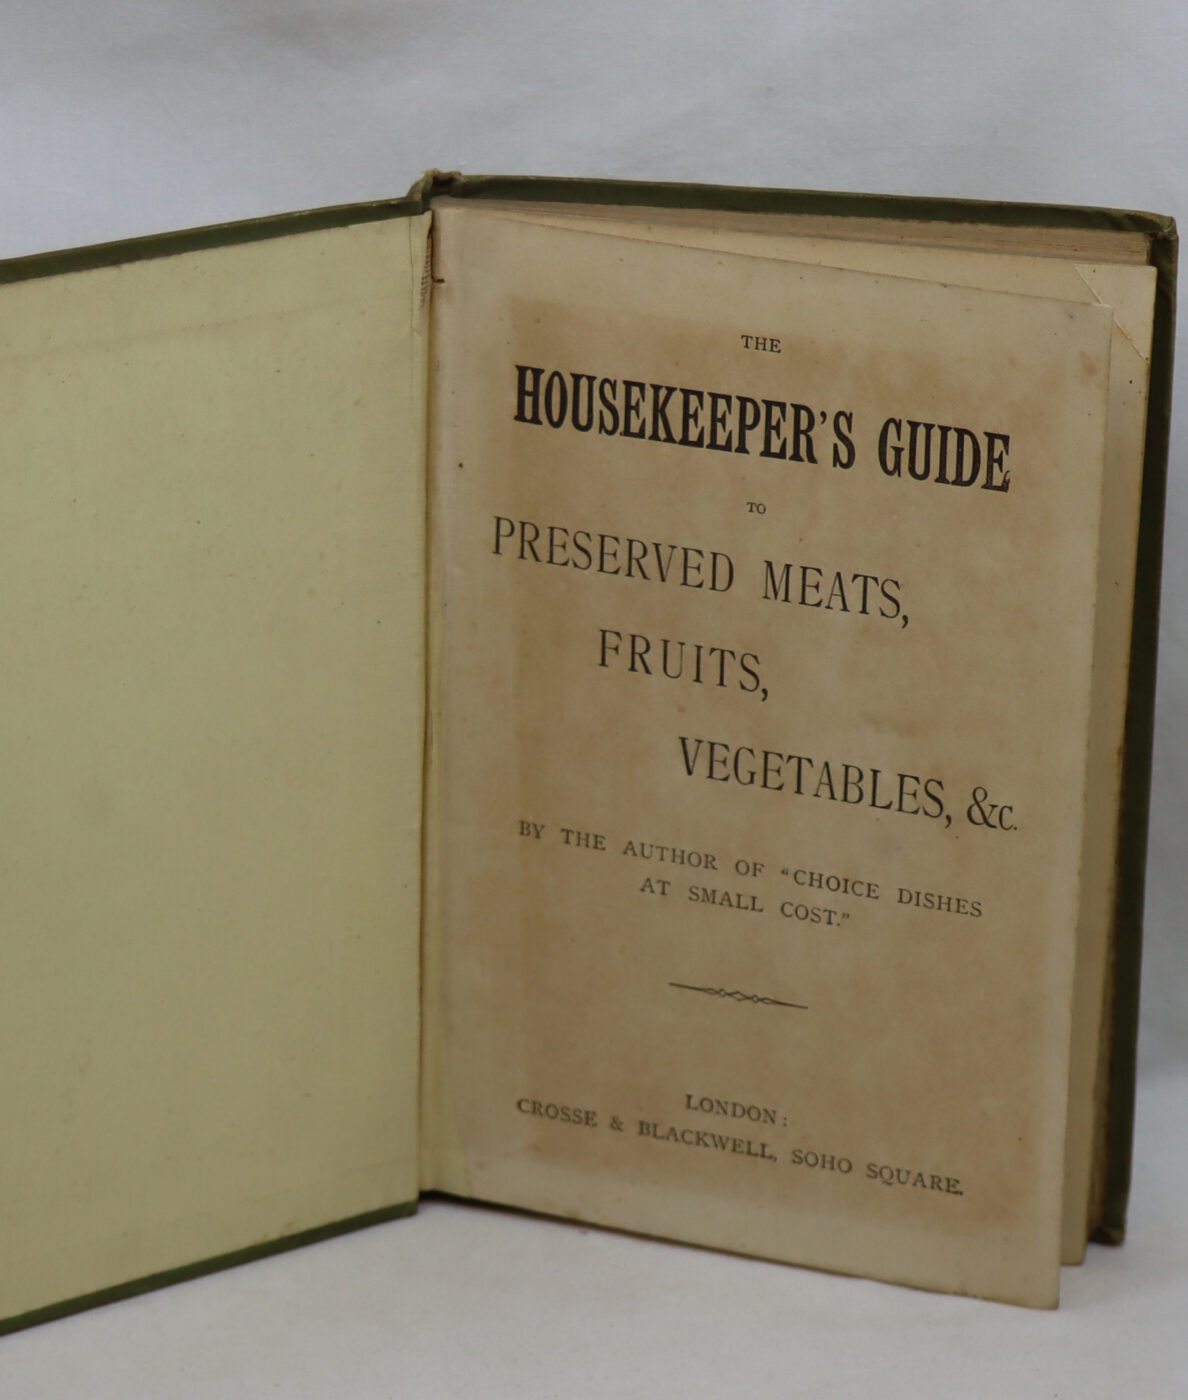 THE
HOUSEKEEPER'S GUIDE
TO
PRESERVED MEATS,
FRUITS,
VEGETABLES, &c.
BY THE AUTHOR OF "CHOICE DISHES
AT SMALL COST."
LONDON:
CROSSE & BLACKWELL, SOHO SQUARE.